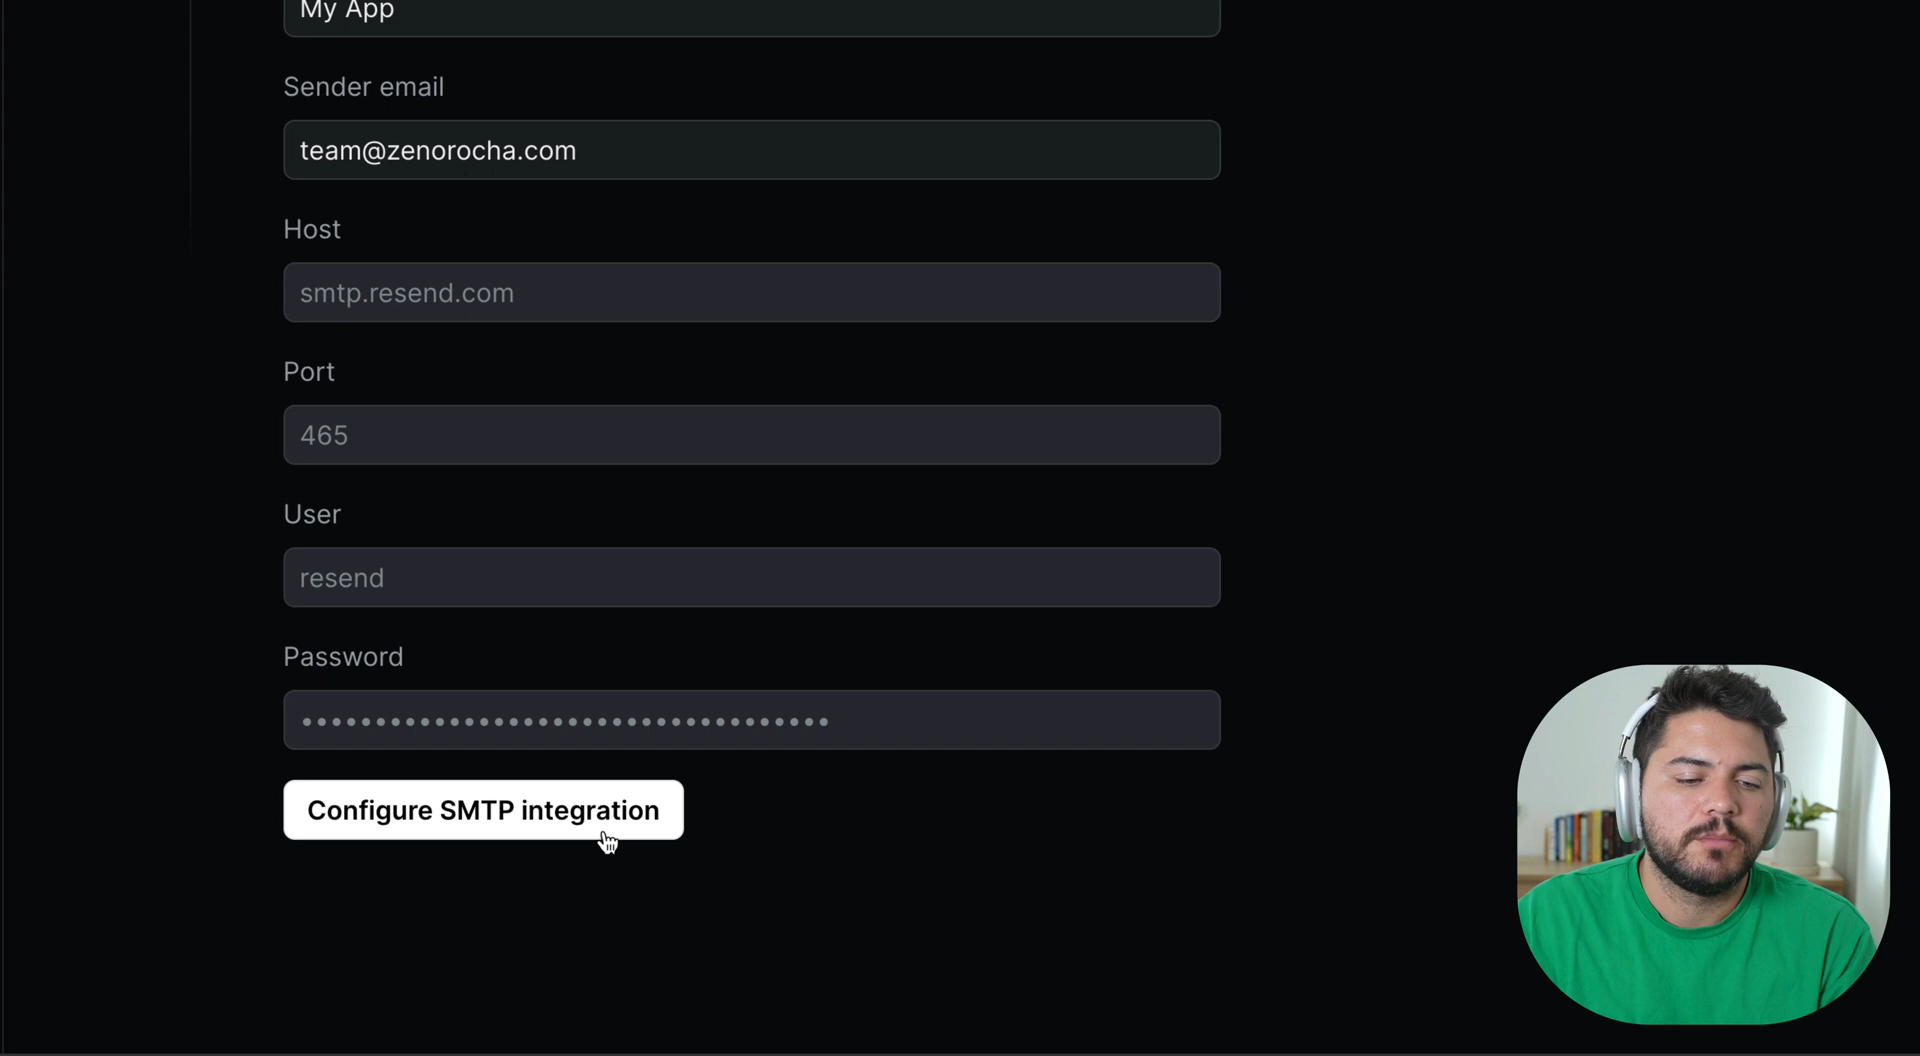 My App
Sender email
team@zenorocha.com
Host
smtp.resend.com
Port
465
User
resend
Password
••••••••••••••••••••••••••••••••••••
Configure SMTP integration